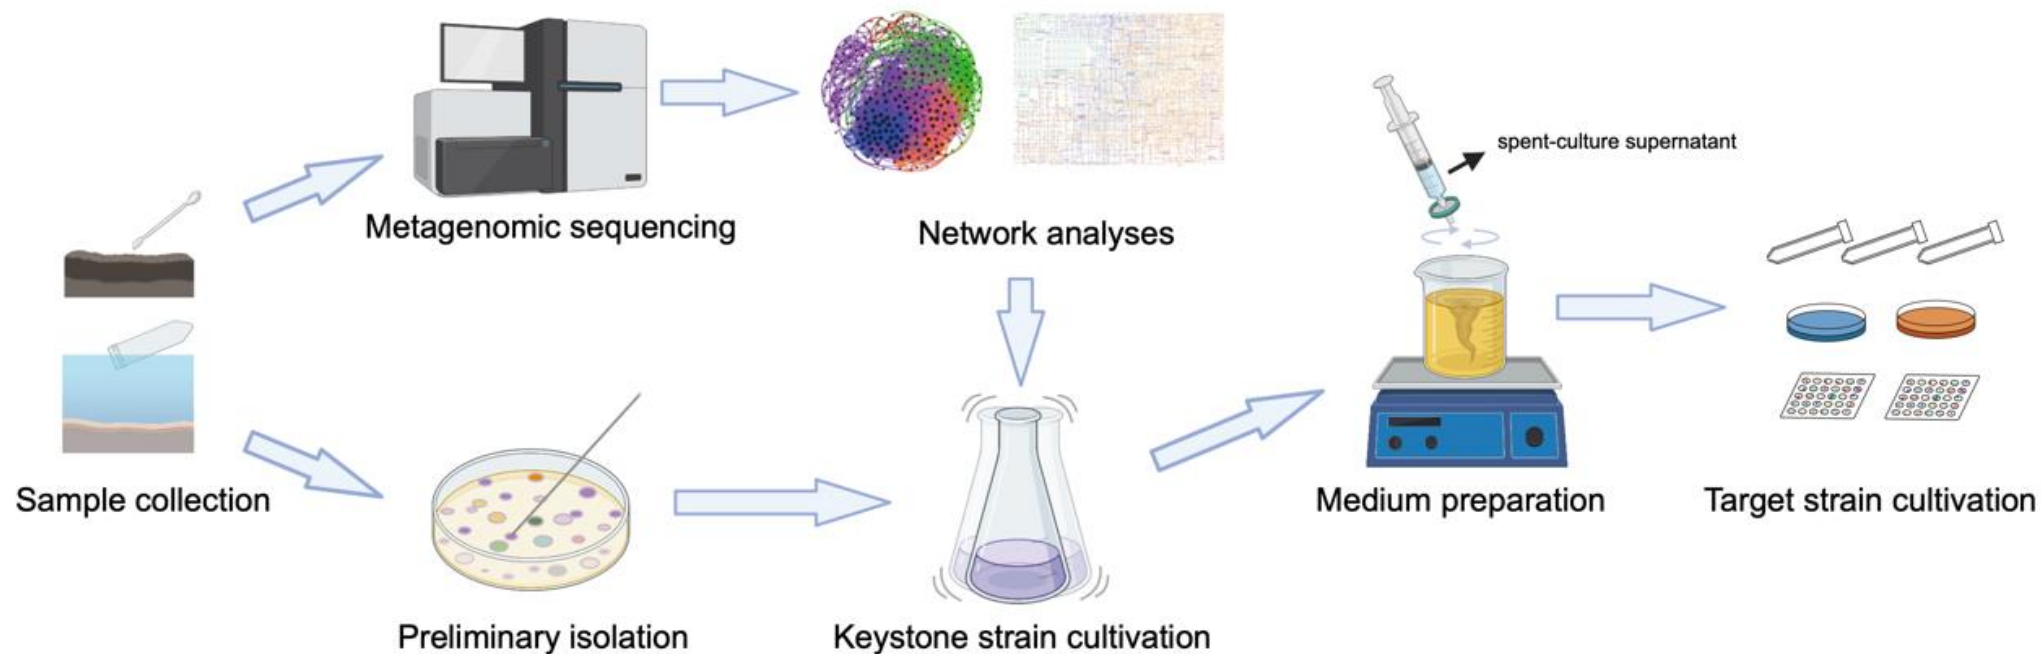 spent-culture supernatant
Metagenomic sequencing
Network analyses
Sample collection
Medium preparation
Target strain cultivation
Preliminary isolation
Keystone strain cultivation